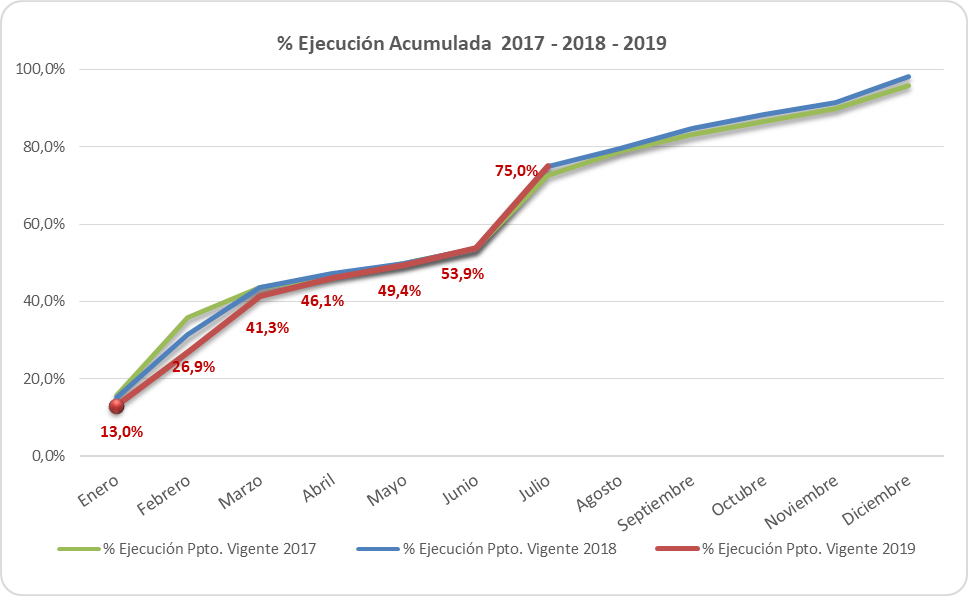 % Ejecución Acumulada 2017 - 2018 - 2019
100,0%
80,0%
60,0%
40,0%
20,0%
0,0%
13,0%
26,9%
41,3%
46,1%
49,4%
53,9%
75,0%
Enero
Febrero
Marzo
Abril
Mayo
Junio
Julio
Agosto
Septiembre
Octubre
Noviembre
Diciembre
% Ejecución Ppto. Vigente 2017
% Ejecución Ppto. Vigente 2018
% Ejecución Ppto. Vigente 2019